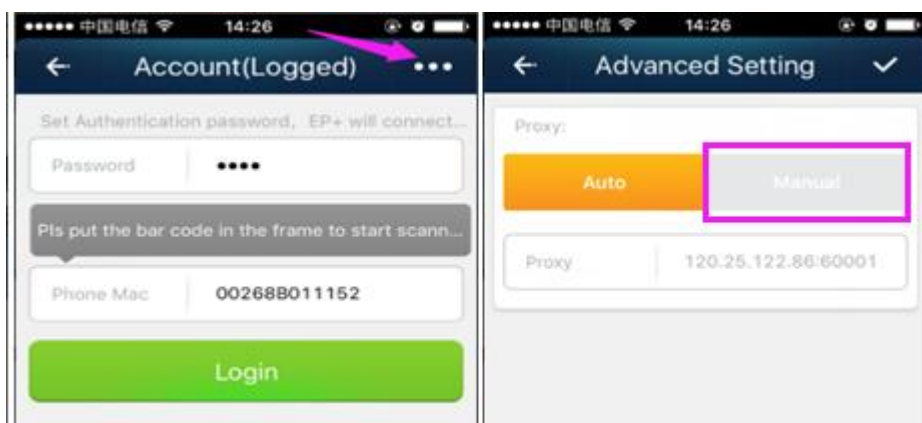 中国电信 14:26
Account(Logged)
Set Authentication password, EP+ will connect...
Password ••••
Pls put the bar code in the frame to start scann...
Phone Mac 00268B011152
Login
中国电信 14:26
Advanced Setting
Proxy:
Auto Manual
Proxy 120.25.122.86:60001